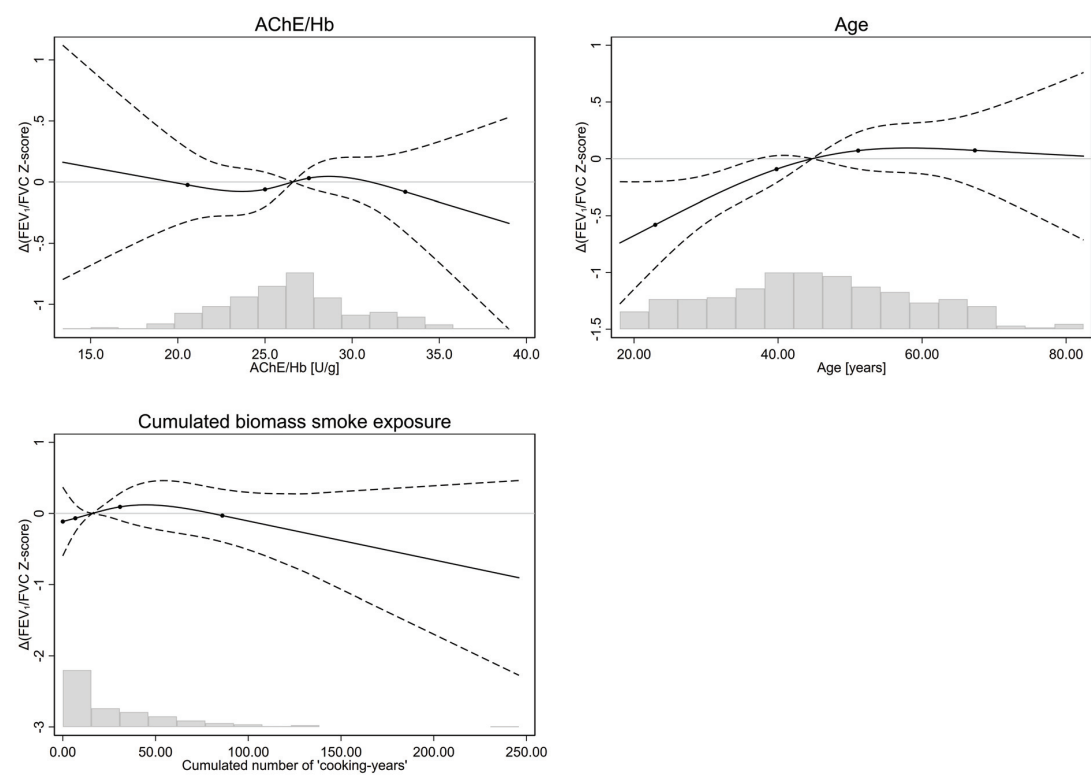 AChE/Hb
Δ(FEV₁/FVC Z-score)
1
.5
0
-.5
-1
15.0 20.0 25.0 30.0 35.0 40.0
AChE/Hb [U/g]
Age
Δ(FEV₁/FVC Z-score)
1
.5
0
-.5
-1
-1.5
20.00 40.00 60.00 80.00
Age [years]
Cumulated biomass smoke exposure
Δ(FEV₁/FVC Z-score)
1
0
-1
-2
-3
0.00 50.00 100.00 150.00 200.00 250.00
Cumulated number of 'cooking-years'